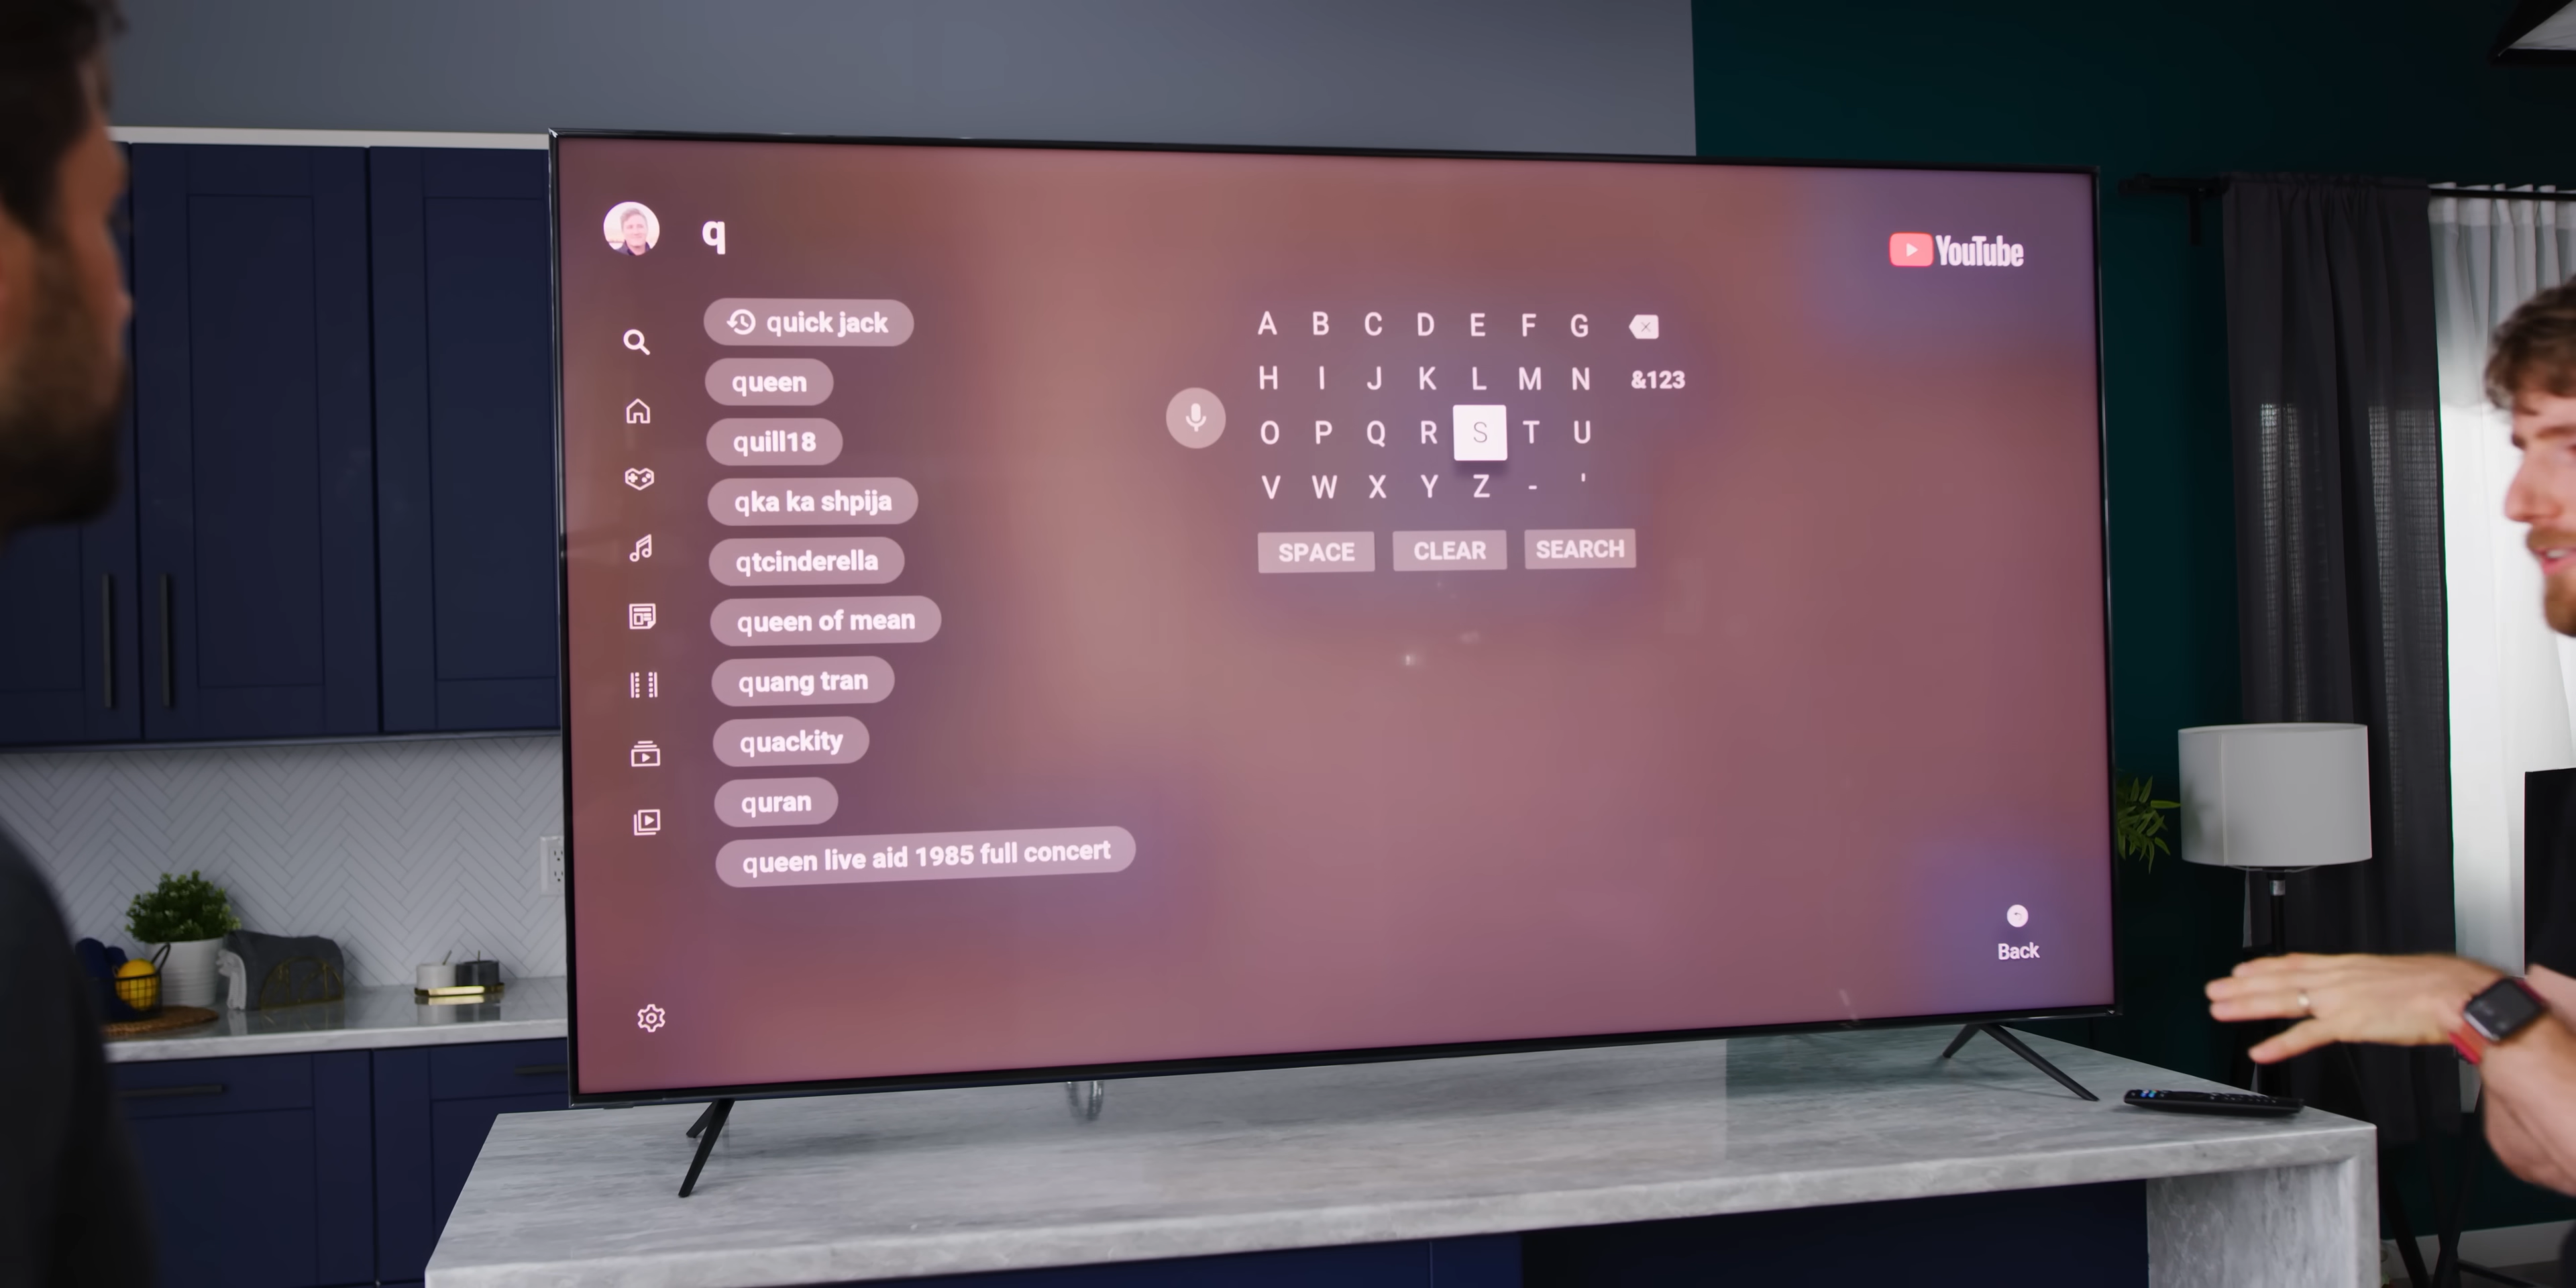 q
YouTube
quick jack
queen
quill18
qka ka shpija
qtcinderella
queen of mean
quang tran
quackity
quran
queen live aid 1985 full concert
A B C D E F G
H I J K L M N &123
O P Q R S T U
V W X Y Z - '
SPACE CLEAR SEARCH
Back